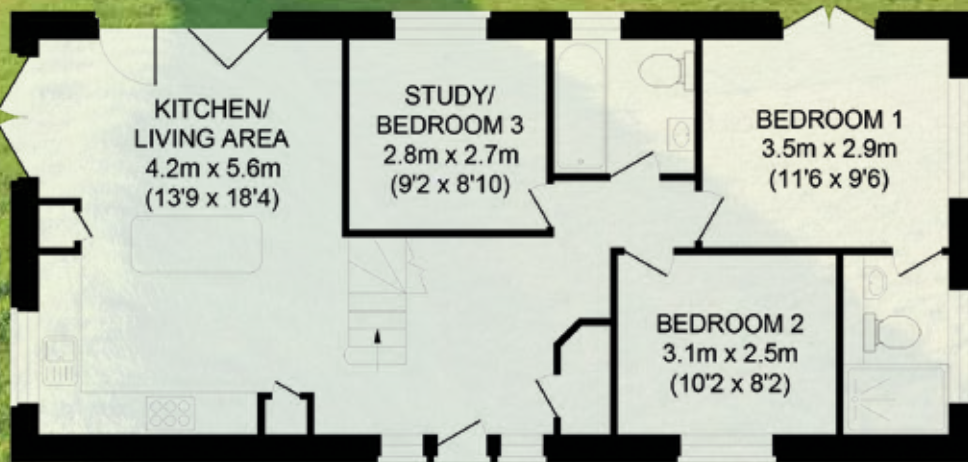 KITCHEN/
LIVING AREA
4.2m x 5.6m
(13'9 x 18'4)
STUDY/
BEDROOM 3
2.8m x 2.7m
(9'2 x 8'10)
BEDROOM 1
3.5m x 2.9m
(11'6 x 9'6)
BEDROOM 2
3.1m x 2.5m
(10'2 x 8'2)